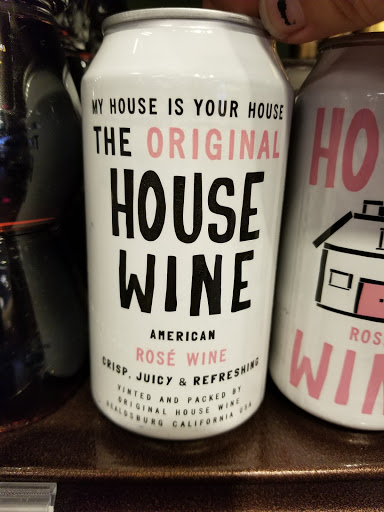 MY HOUSE IS YOUR HOUSE
THE ORIGINAL
HOUSE
WINE
AMERICAN
ROSÉ WINE
CRISP, JUICY & REFRESHING
VINTED AND PACKED BY
ORIGINAL HOUSE WINE
HEALDSBURG CALIFORNIA USA
HO
ROS
WIN